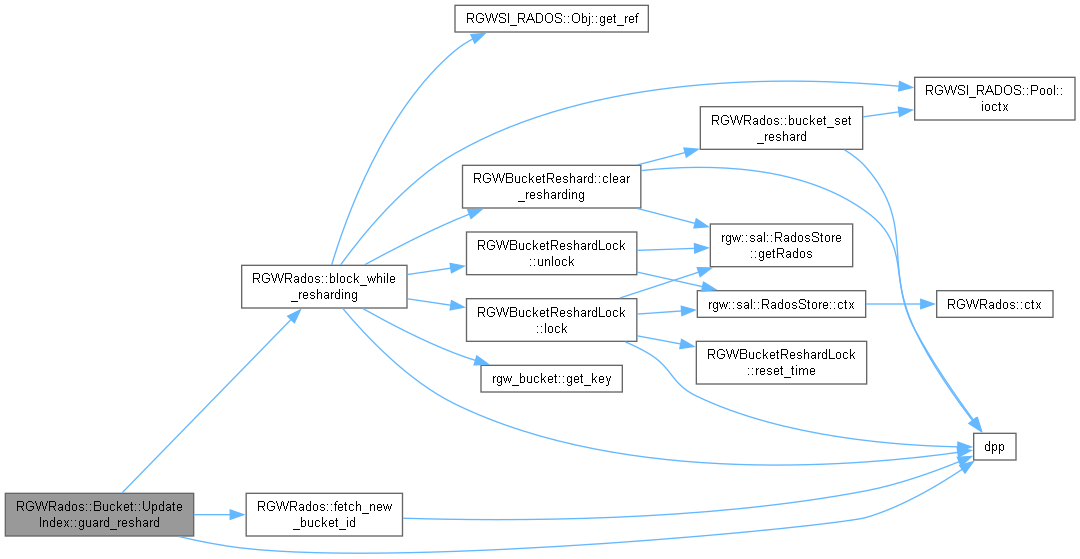 RGWSI_RADOS::Obj::get_ref
RGWSI_RADOS::Pool::
ioctx
RGWRados::bucket_set
_reshard
RGWBucketReshard::clear
_resharding
rgw::sal::RadosStore
::getRados
RGWBucketReshardLock
::unlock
RGWRados::block_while
_resharding
rgw::sal::RadosStore::ctx
RGWRados::ctx
RGWBucketReshardLock
::lock
RGWBucketReshardLock
::reset_time
rgw_bucket::get_key
dpp
RGWRados::Bucket::Update
Index::guard_reshard
RGWRados::fetch_new
_bucket_id